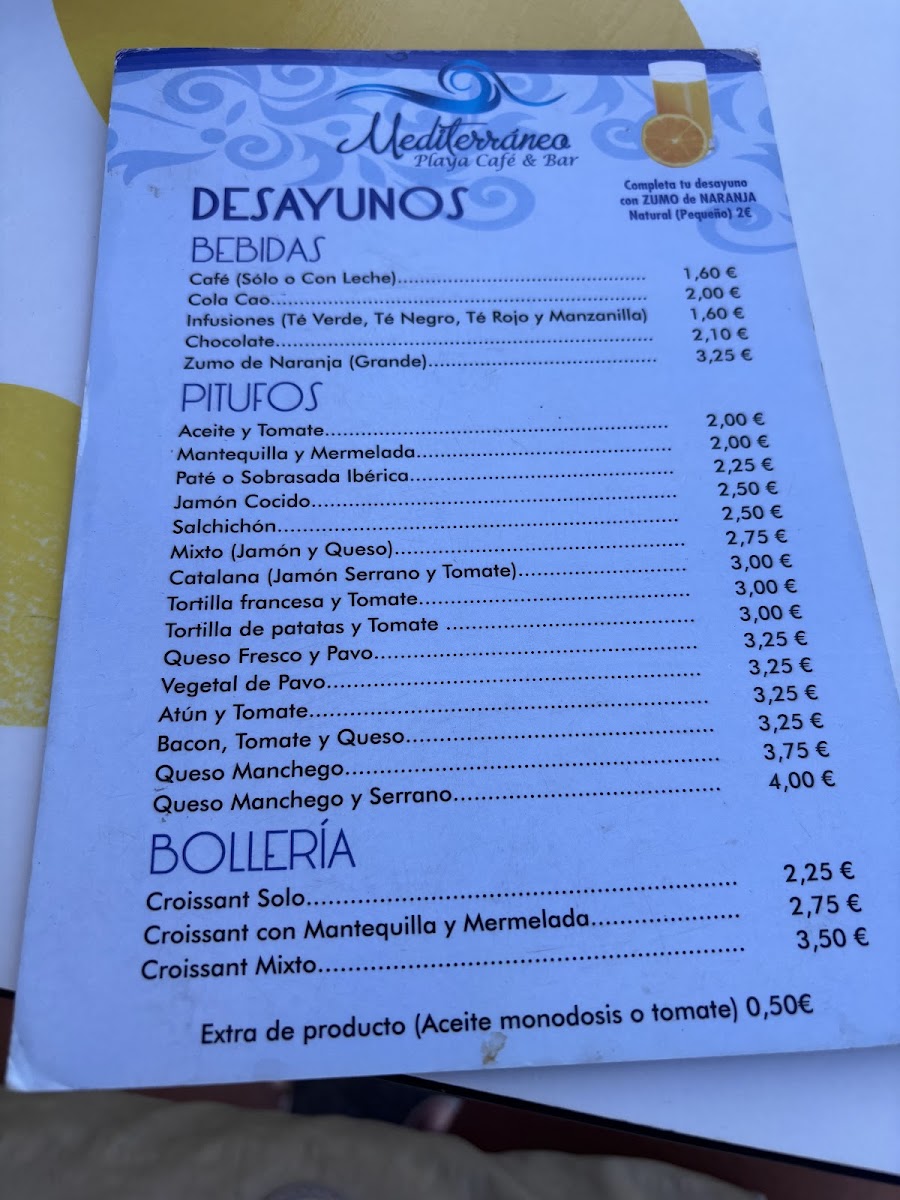 Mediterráneo
Playa Café & Bar
Completa tu desayuno
con ZUMO de NARANJA
Natural (Pequeño) 2€
DESAYUNOS
BEBIDAS
Café (Sólo o Con Leche)........ 1,60 €
Cola Cao........ 2,00 €
Infusiones (Té Verde, Té Negro, Té Rojo y Manzanilla) 1,60 €
Chocolate........ 2,10 €
Zumo de Naranja (Grande)........ 3,25 €
PITUFOS
Aceite y Tomate........ 2,00 €
Mantequilla y Mermelada........ 2,00 €
Paté o Sobrasada Ibérica........ 2,25 €
Jamón Cocido........ 2,50 €
Salchichón........ 2,50 €
Mixto (Jamón y Queso)........ 2,75 €
Catalana (Jamón Serrano y Tomate)........ 3,00 €
Tortilla francesa y Tomate........ 3,00 €
Tortilla de patatas y Tomate ........ 3,00 €
Queso Fresco y Pavo........ 3,25 €
Vegetal de Pavo........ 3,25 €
Atún y Tomate........ 3,25 €
Bacon, Tomate y Queso........ 3,25 €
Queso Manchego........ 3,75 €
Queso Manchego y Serrano........ 4,00 €
BOLLERÍA
Croissant Solo........ 2,25 €
Croissant con Mantequilla y Mermelada........ 2,75 €
Croissant Mixto........ 3,50 €
Extra de producto (Aceite monodosis o tomate) 0,50€